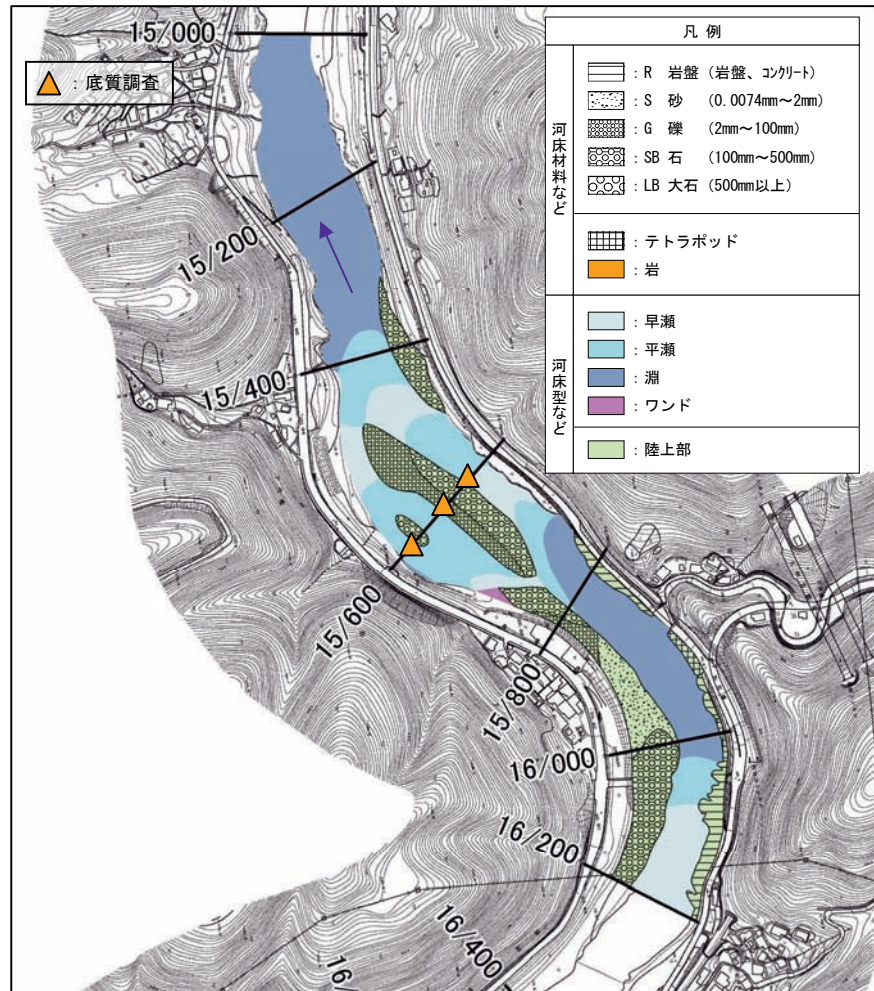 15/000
:底質調査
15/200
15/400
15/600
15/800
16/000
16/200
16/400
16/
凡 例
河床材料など
:R 岩盤(岩盤、コンクリート)
:S 砂 (0.0074mm~2mm)
:G 礫 (2mm~100mm)
:SB 石 (100mm~500mm)
:LB 大石(500mm以上)
:テトラポッド
:岩
河床型など
:早瀬
:平瀬
:淵
:ワンド
:陸上部